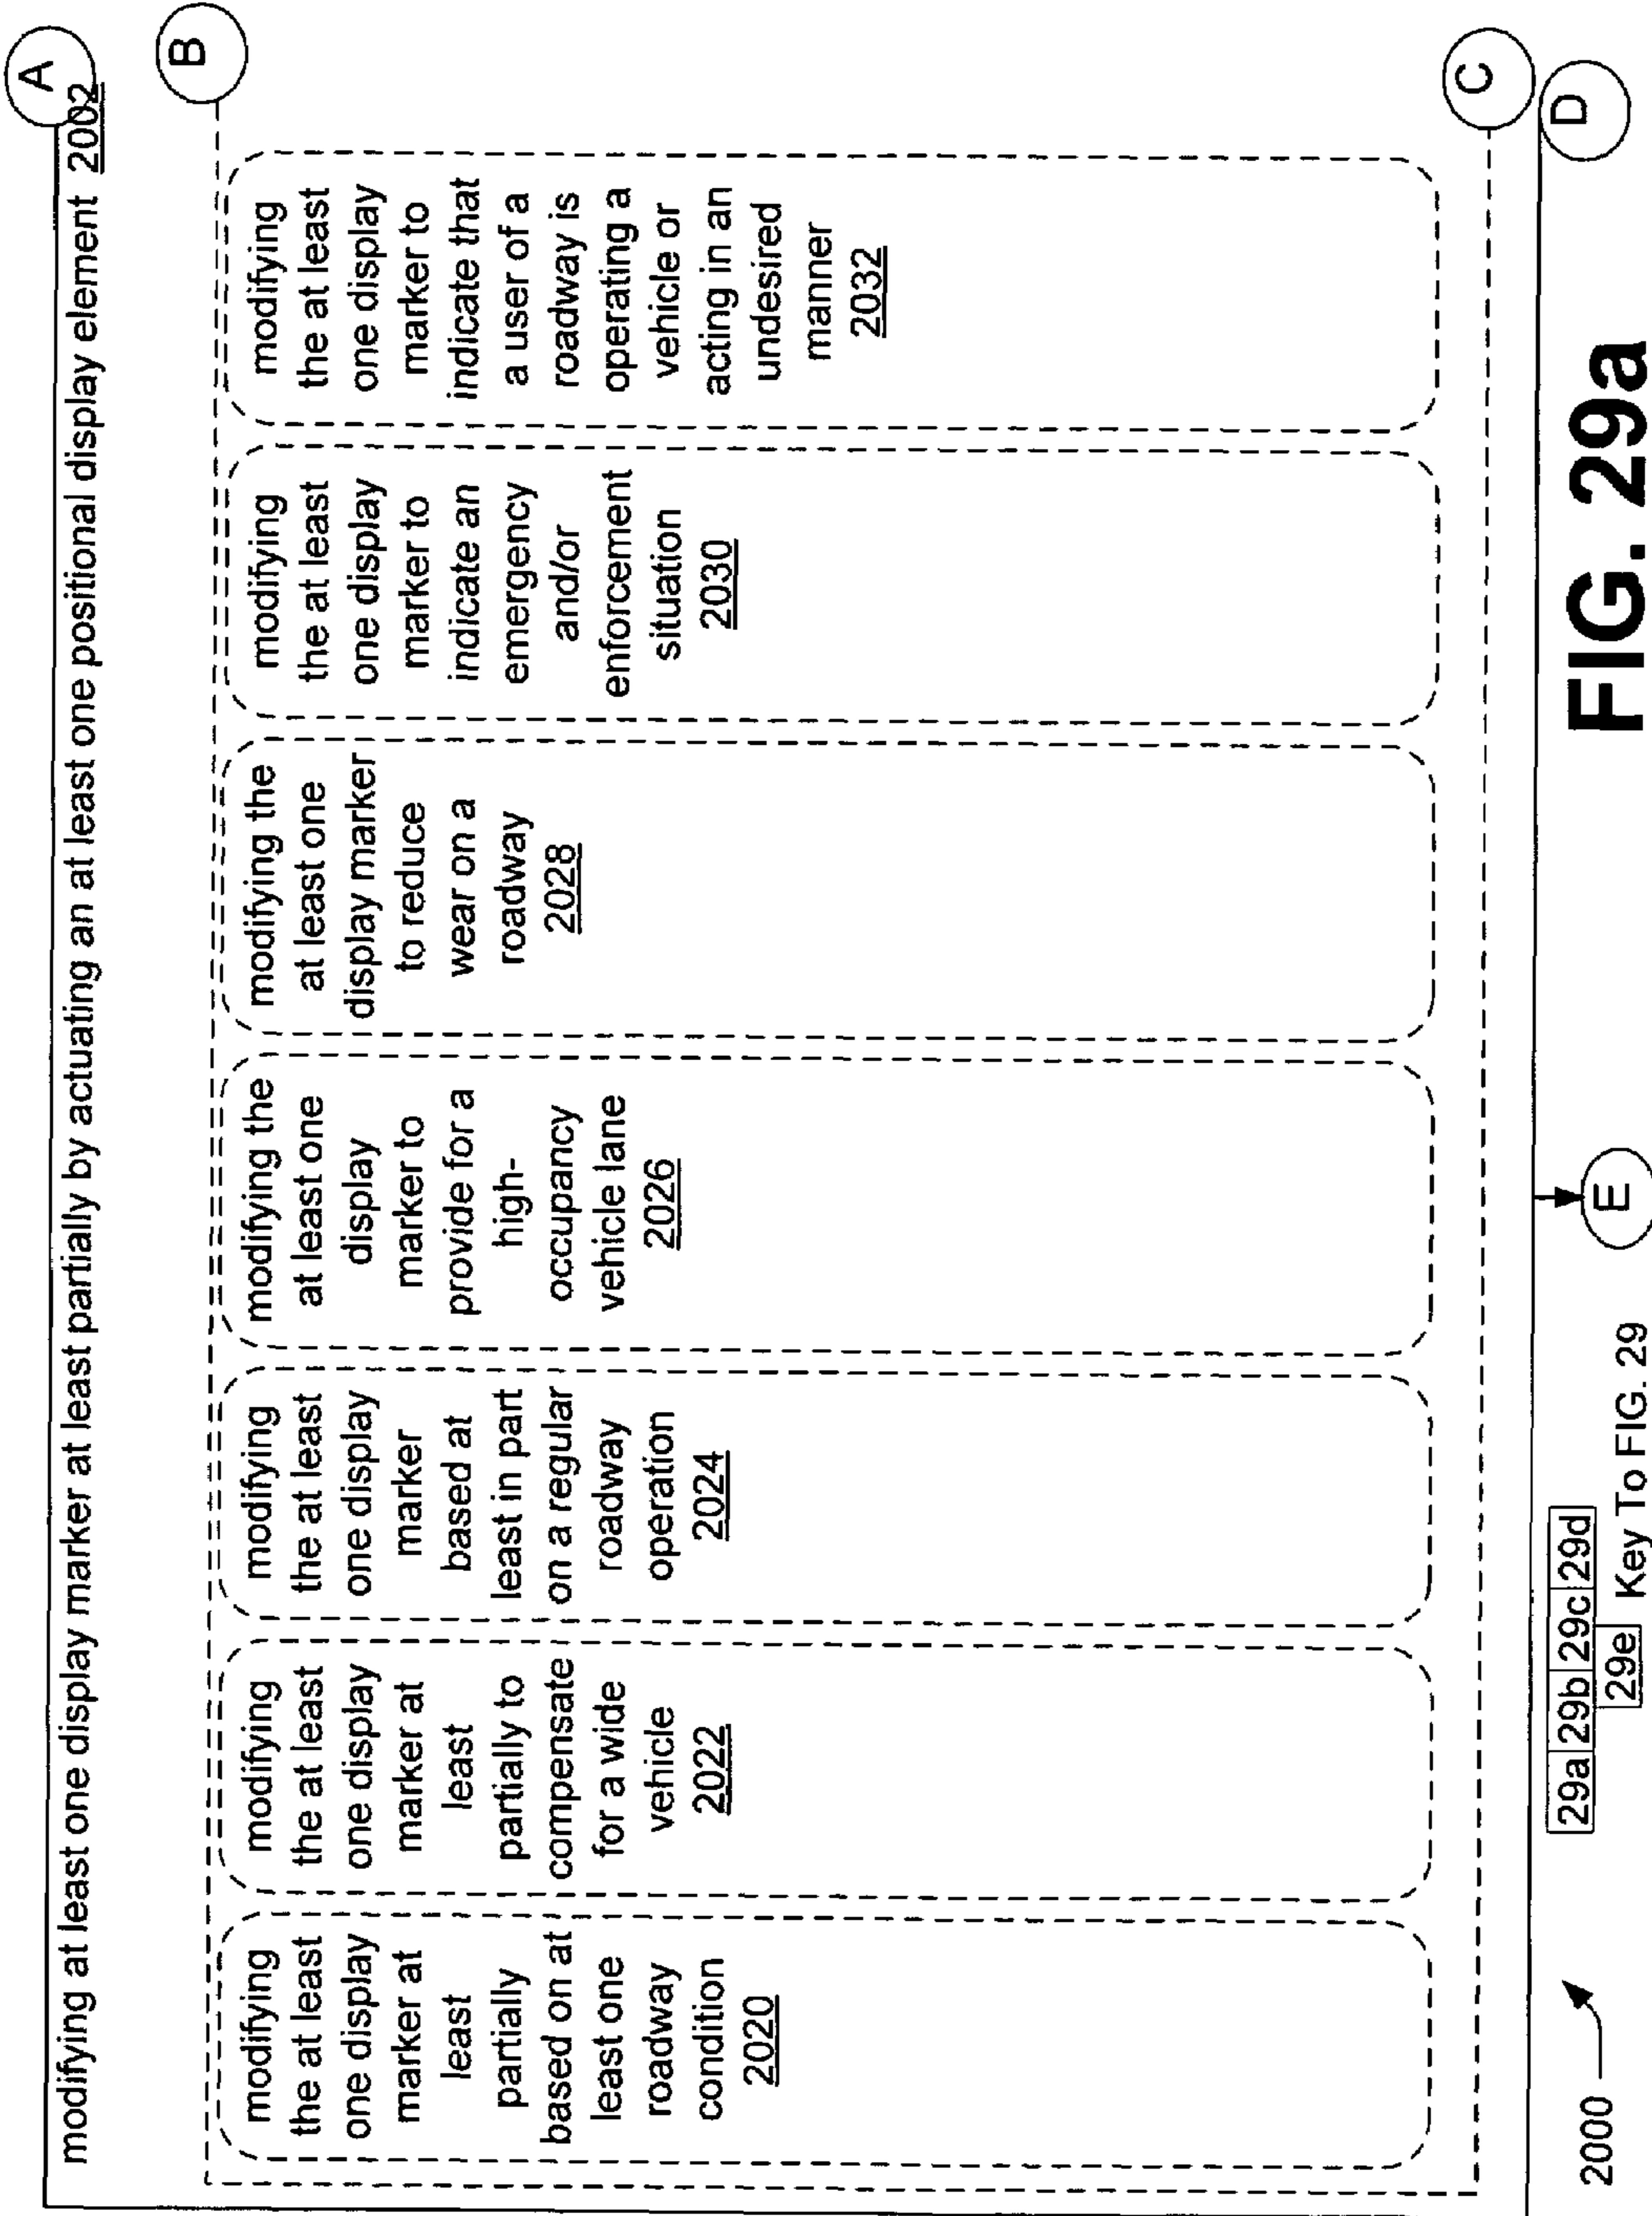 A
modifying at least one display marker at least partially by actuating an at least one positional display element 2002
B
modifying
the at least
one display
marker at
least
partially
based on at
least one
roadway
condition
2020
modifying
the at least
one display
marker at
least
partially to
compensate
for a wide
vehicle
2022
modifying
the at least
one display
marker
based at
least in part
on a regular
roadway
operation
2024
modifying the
at least one
display
marker to
provide for a
high-
occupancy
vehicle lane
2026
modifying the
at least one
display marker
to reduce
wear on a
roadway
2028
modifying
the at least
one display
marker to
indicate an
emergency
and/or
enforcement
situation
2030
modifying
the at least
one display
marker to
indicate that
a user of a
roadway is
operating a
vehicle or
acting in an
undesired
manner
2032
C
D
2000
29a 29b 29c 29d
29e
Key To FIG. 29
E
FIG. 29a